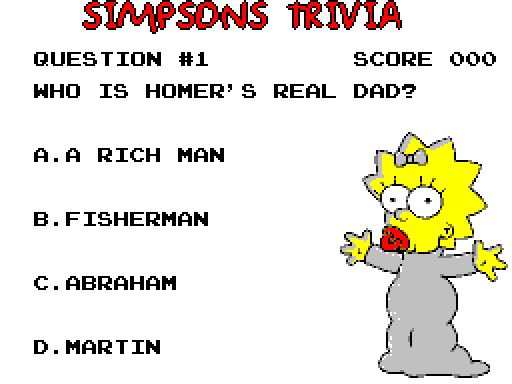 SIMPSONS TRIVIA
QUESTION #1 SCORE 000
WHO IS HOMER'S REAL DAD?
A.A RICH MAN
B.FISHERMAN
C.ABRAHAM
D.MARTIN